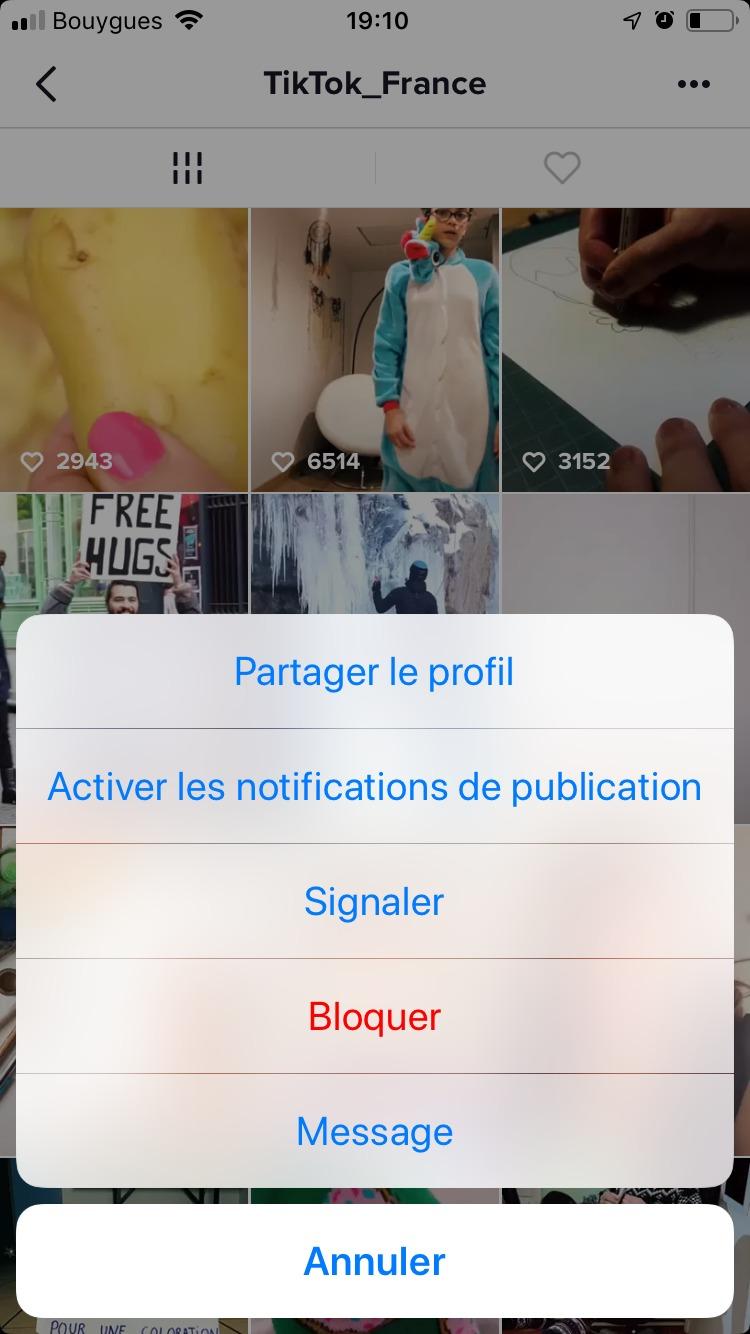 Bouygues 19:10
TikTok_France
2943 6514 3152
FREE
HUGS
Partager le profil
Activer les notifications de publication
Signaler
Bloquer
Message
Annuler
POUR UNE COLORATION